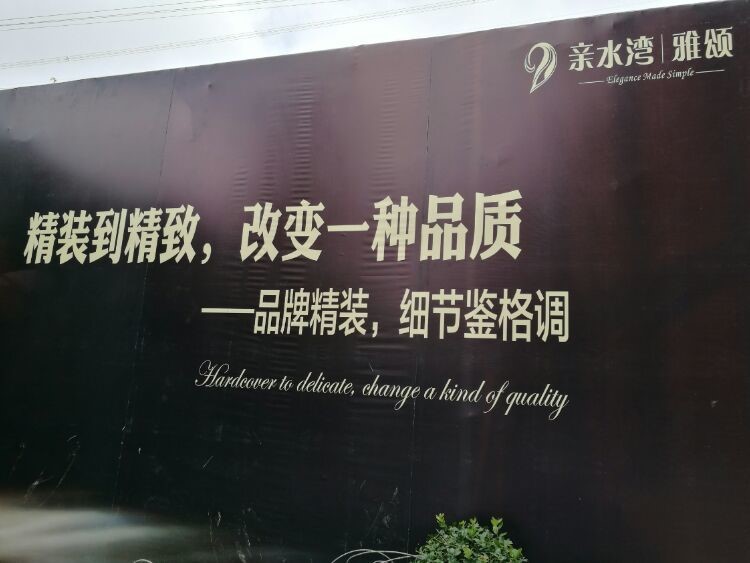 亲水湾|雅颂
Elegance Made Simple
精装到精致，改变一种品质
——品牌精装，细节鉴格调
Hardcover to delicate, change a kind of quality